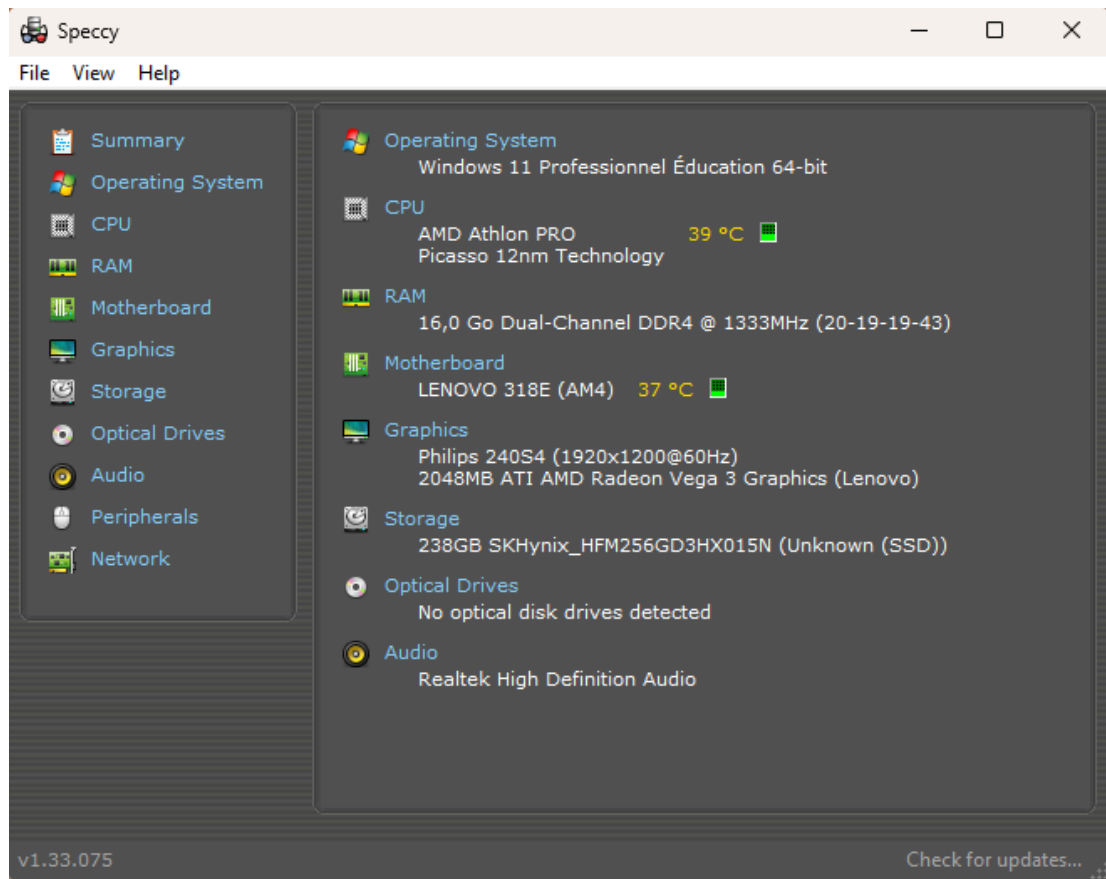 Speccy
File View Help
Summary
Operating System
CPU
RAM
Motherboard
Graphics
Storage
Optical Drives
Audio
Peripherals
Network
Operating System
Windows 11 Professionnel Éducation 64-bit
CPU
AMD Athlon PRO 39 °C
Picasso 12nm Technology
RAM
16,0 Go Dual-Channel DDR4 @ 1333MHz (20-19-19-43)
Motherboard
LENOVO 318E (AM4) 37 °C
Graphics
Philips 240S4 (1920x1200@60Hz)
2048MB ATI AMD Radeon Vega 3 Graphics (Lenovo)
Storage
238GB SKHynix_HFM256GD3HX015N (Unknown (SSD))
Optical Drives
No optical disk drives detected
Audio
Realtek High Definition Audio
v1.33.075
Check for updates...